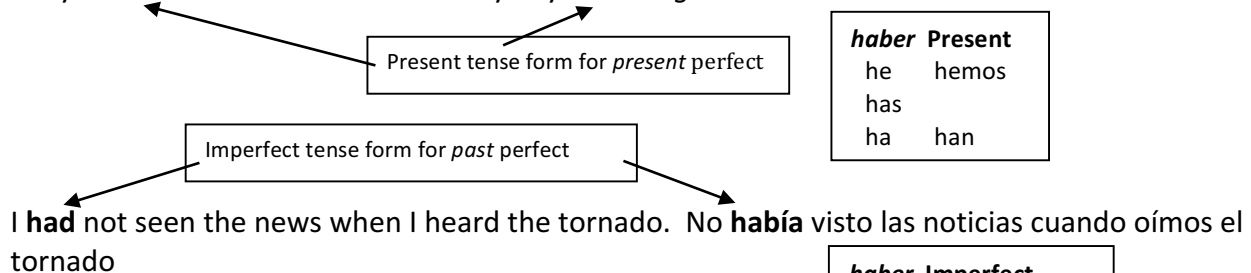 Present tense form for present perfect
haber Present
he hemos
has
ha han
Imperfect tense form for past perfect
I had not seen the news when I heard the tornado. No había visto las noticias cuando oímos el
tornado
haber Imperfect